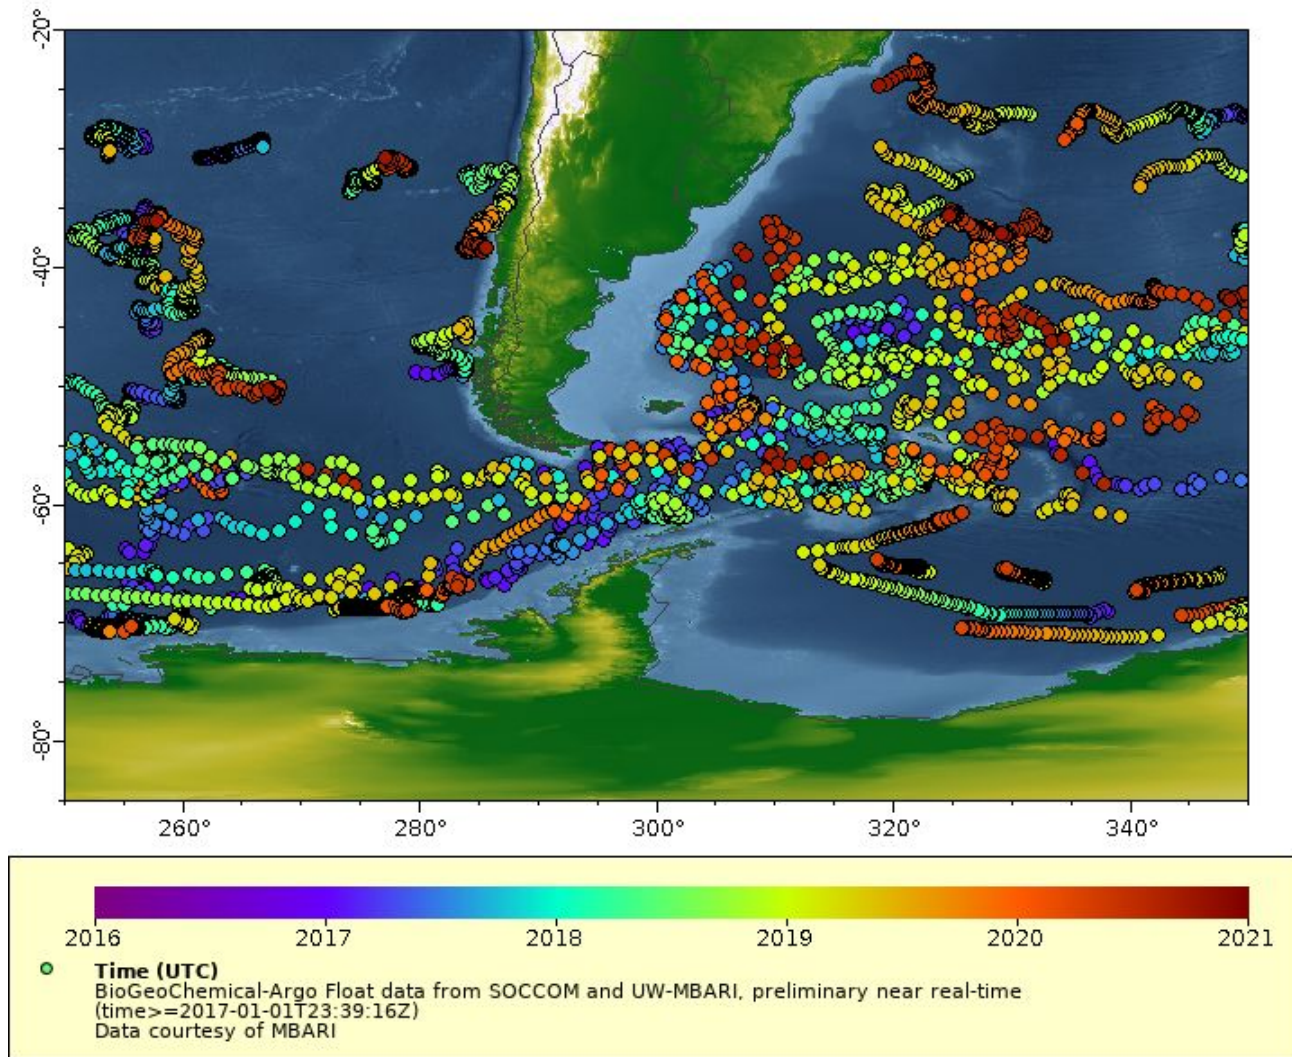 -20°
-40°
-60°
-80°
260° 280° 300° 320° 340°
2016 2017 2018 2019 2020 2021
Time (UTC)
BioGeoChemical-Argo Float data from SOCCOM and UW-MBARI, preliminary near real-time
(time>=2017-01-01T23:39:16Z)
Data courtesy of MBARI